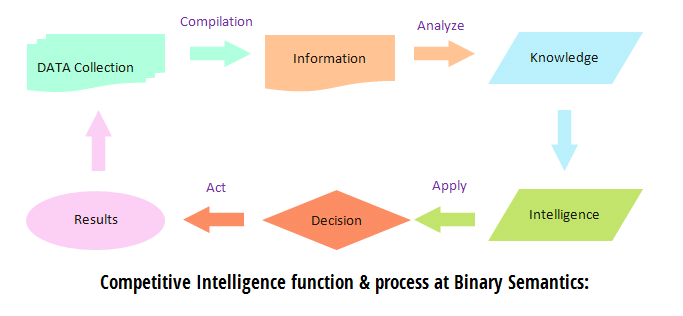 Compilation
Analyze
DATA Collection
Information
Knowledge
Act
Apply
Results
Decision
Intelligence
Competitive Intelligence function & process at Binary Semantics: